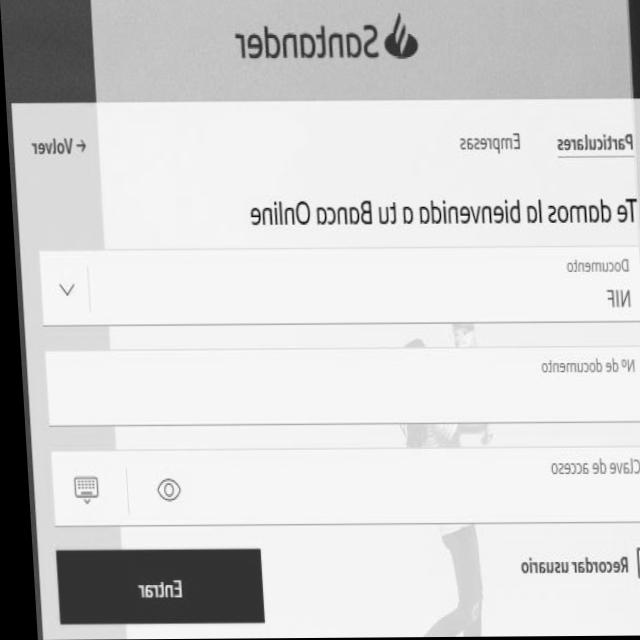 Santander
Particulares Empresas ← Volver
Te damos la bienvenida a tu Banca Online
Documento
NIF
Nº de documento
Clave de acceso
Recordar usuario
Entrar